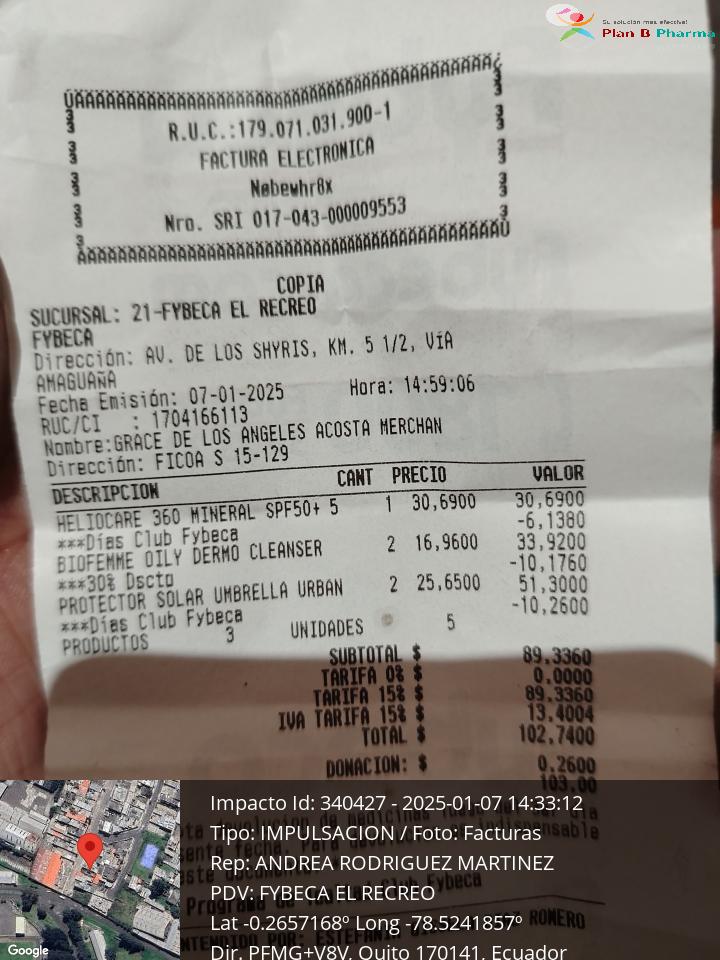 Su solución más efectiva!
Plan B Pharma
R.U.C.:179.071.031.900-1
FACTURA ELECTRONICA
Nøbewhr8x
Nro. SRI 017-043-000009553
COPIA
SUCURSAL: 21-FYBECA EL RECREO
FYBECA
Dirección: AV. DE LOS SHYRIS, KM. 5 1/2, VíA
AMAGUAÑA
Fecha Emisión: 07-01-2025 Hora: 14:59:06
RUC/CI : 1704166113
Nombre:GRACE DE LOS ANGELES ACOSTA MERCHAN
Dirección: FICOA S 15-129
DESCRIPCION CANT PRECIO VALOR
HELIOCARE 360 MINERAL SPF50+ 5 1 30,6900 30,6900
***Días Club Fybeca -6,1380
BIOFEMME OILY DERMO CLEANSER 2 16,9600 33,9200
***30% Dscto -10,1760
PROTECTOR SOLAR UMBRELLA URBAN 2 25,6500 51,3000
***Días Club Fybeca -10,2600
PRODUCTOS 3 UNIDADES 5
SUBTOTAL $ 89,3360
TARIFA 0% $ 0,0000
TARIFA 15% $ 89,3360
IVA TARIFA 15% $ 13,4004
TOTAL $ 102,7400
DONACION: $ 0,2600
103,00
Impacto Id: 340427 - 2025-01-07 14:33:12
Tipo: IMPULSACION / Foto: Facturas
Rep: ANDREA RODRIGUEZ MARTINEZ
PDV: FYBECA EL RECREO
Lat -0.2657168º Long -78.5241857º
Dir. PFMG+V8V, Quito 170141, Ecuador
Google